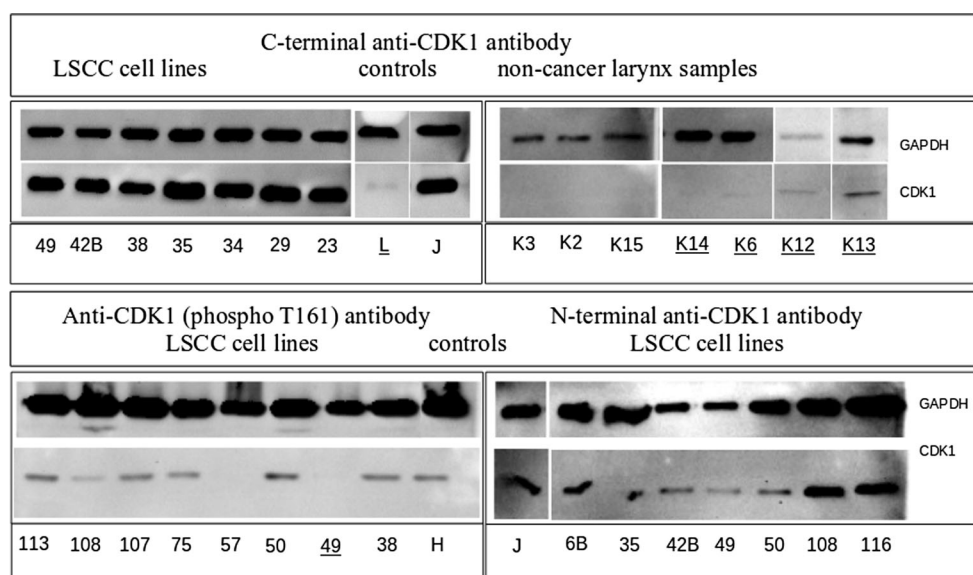 C-terminal anti-CDK1 antibody
LSCC cell lines controls non-cancer larynx samples
GAPDH
CDK1
49 42B 38 35 34 29 23 L J K3 K2 K15 K14 K6 K12 K13
Anti-CDK1 (phospho T161) antibody N-terminal anti-CDK1 antibody
LSCC cell lines controls LSCC cell lines
GAPDH
CDK1
113 108 107 75 57 50 49 38 H J 6B 35 42B 49 50 108 116